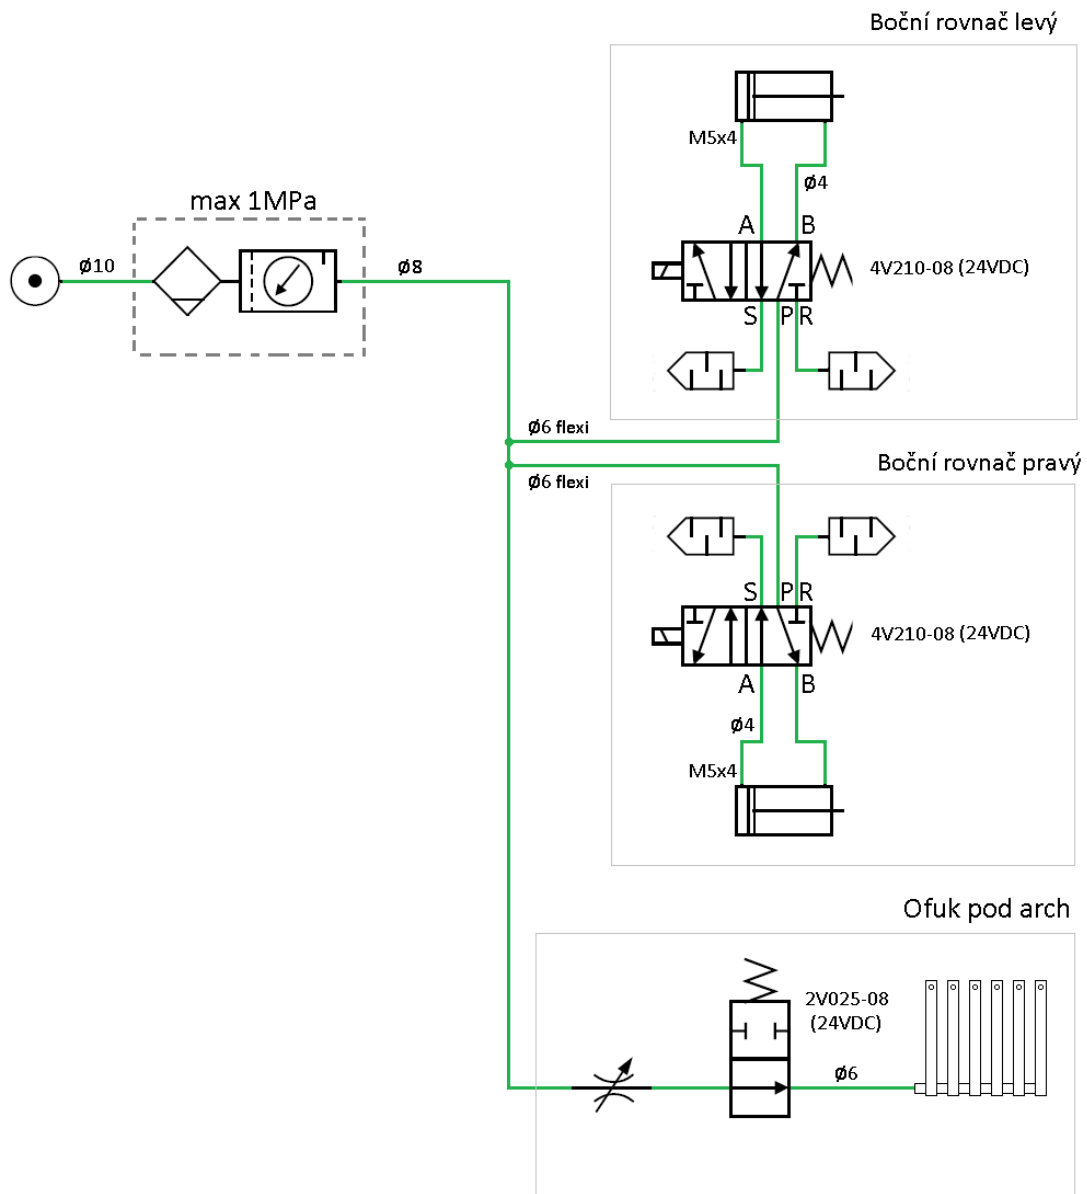 Boční rovnač levý
M5x4
ø4
max 1MPa
A B
ø10
ø8
4V210-08 (24VDC)
S P R
ø6 flexi
Boční rovnač pravý
ø6 flexi
S P R
4V210-08 (24VDC)
A B
ø4
M5x4
Ofuk pod arch
2V025-08
(24VDC)
ø6